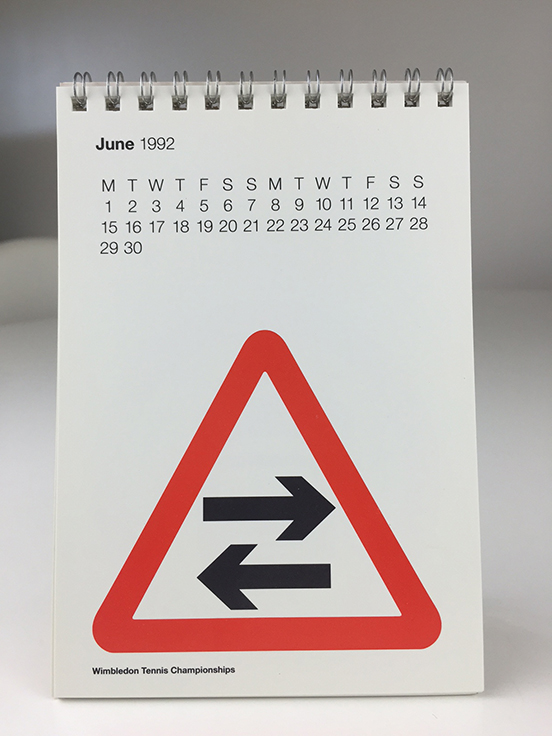 June 1992
M T W T F S S M T W T F S S
1 2 3 4 5 6 7 8 9 10 11 12 13 14
15 16 17 18 19 20 21 22 23 24 25 26 27 28
29 30
Wimbledon Tennis Championships